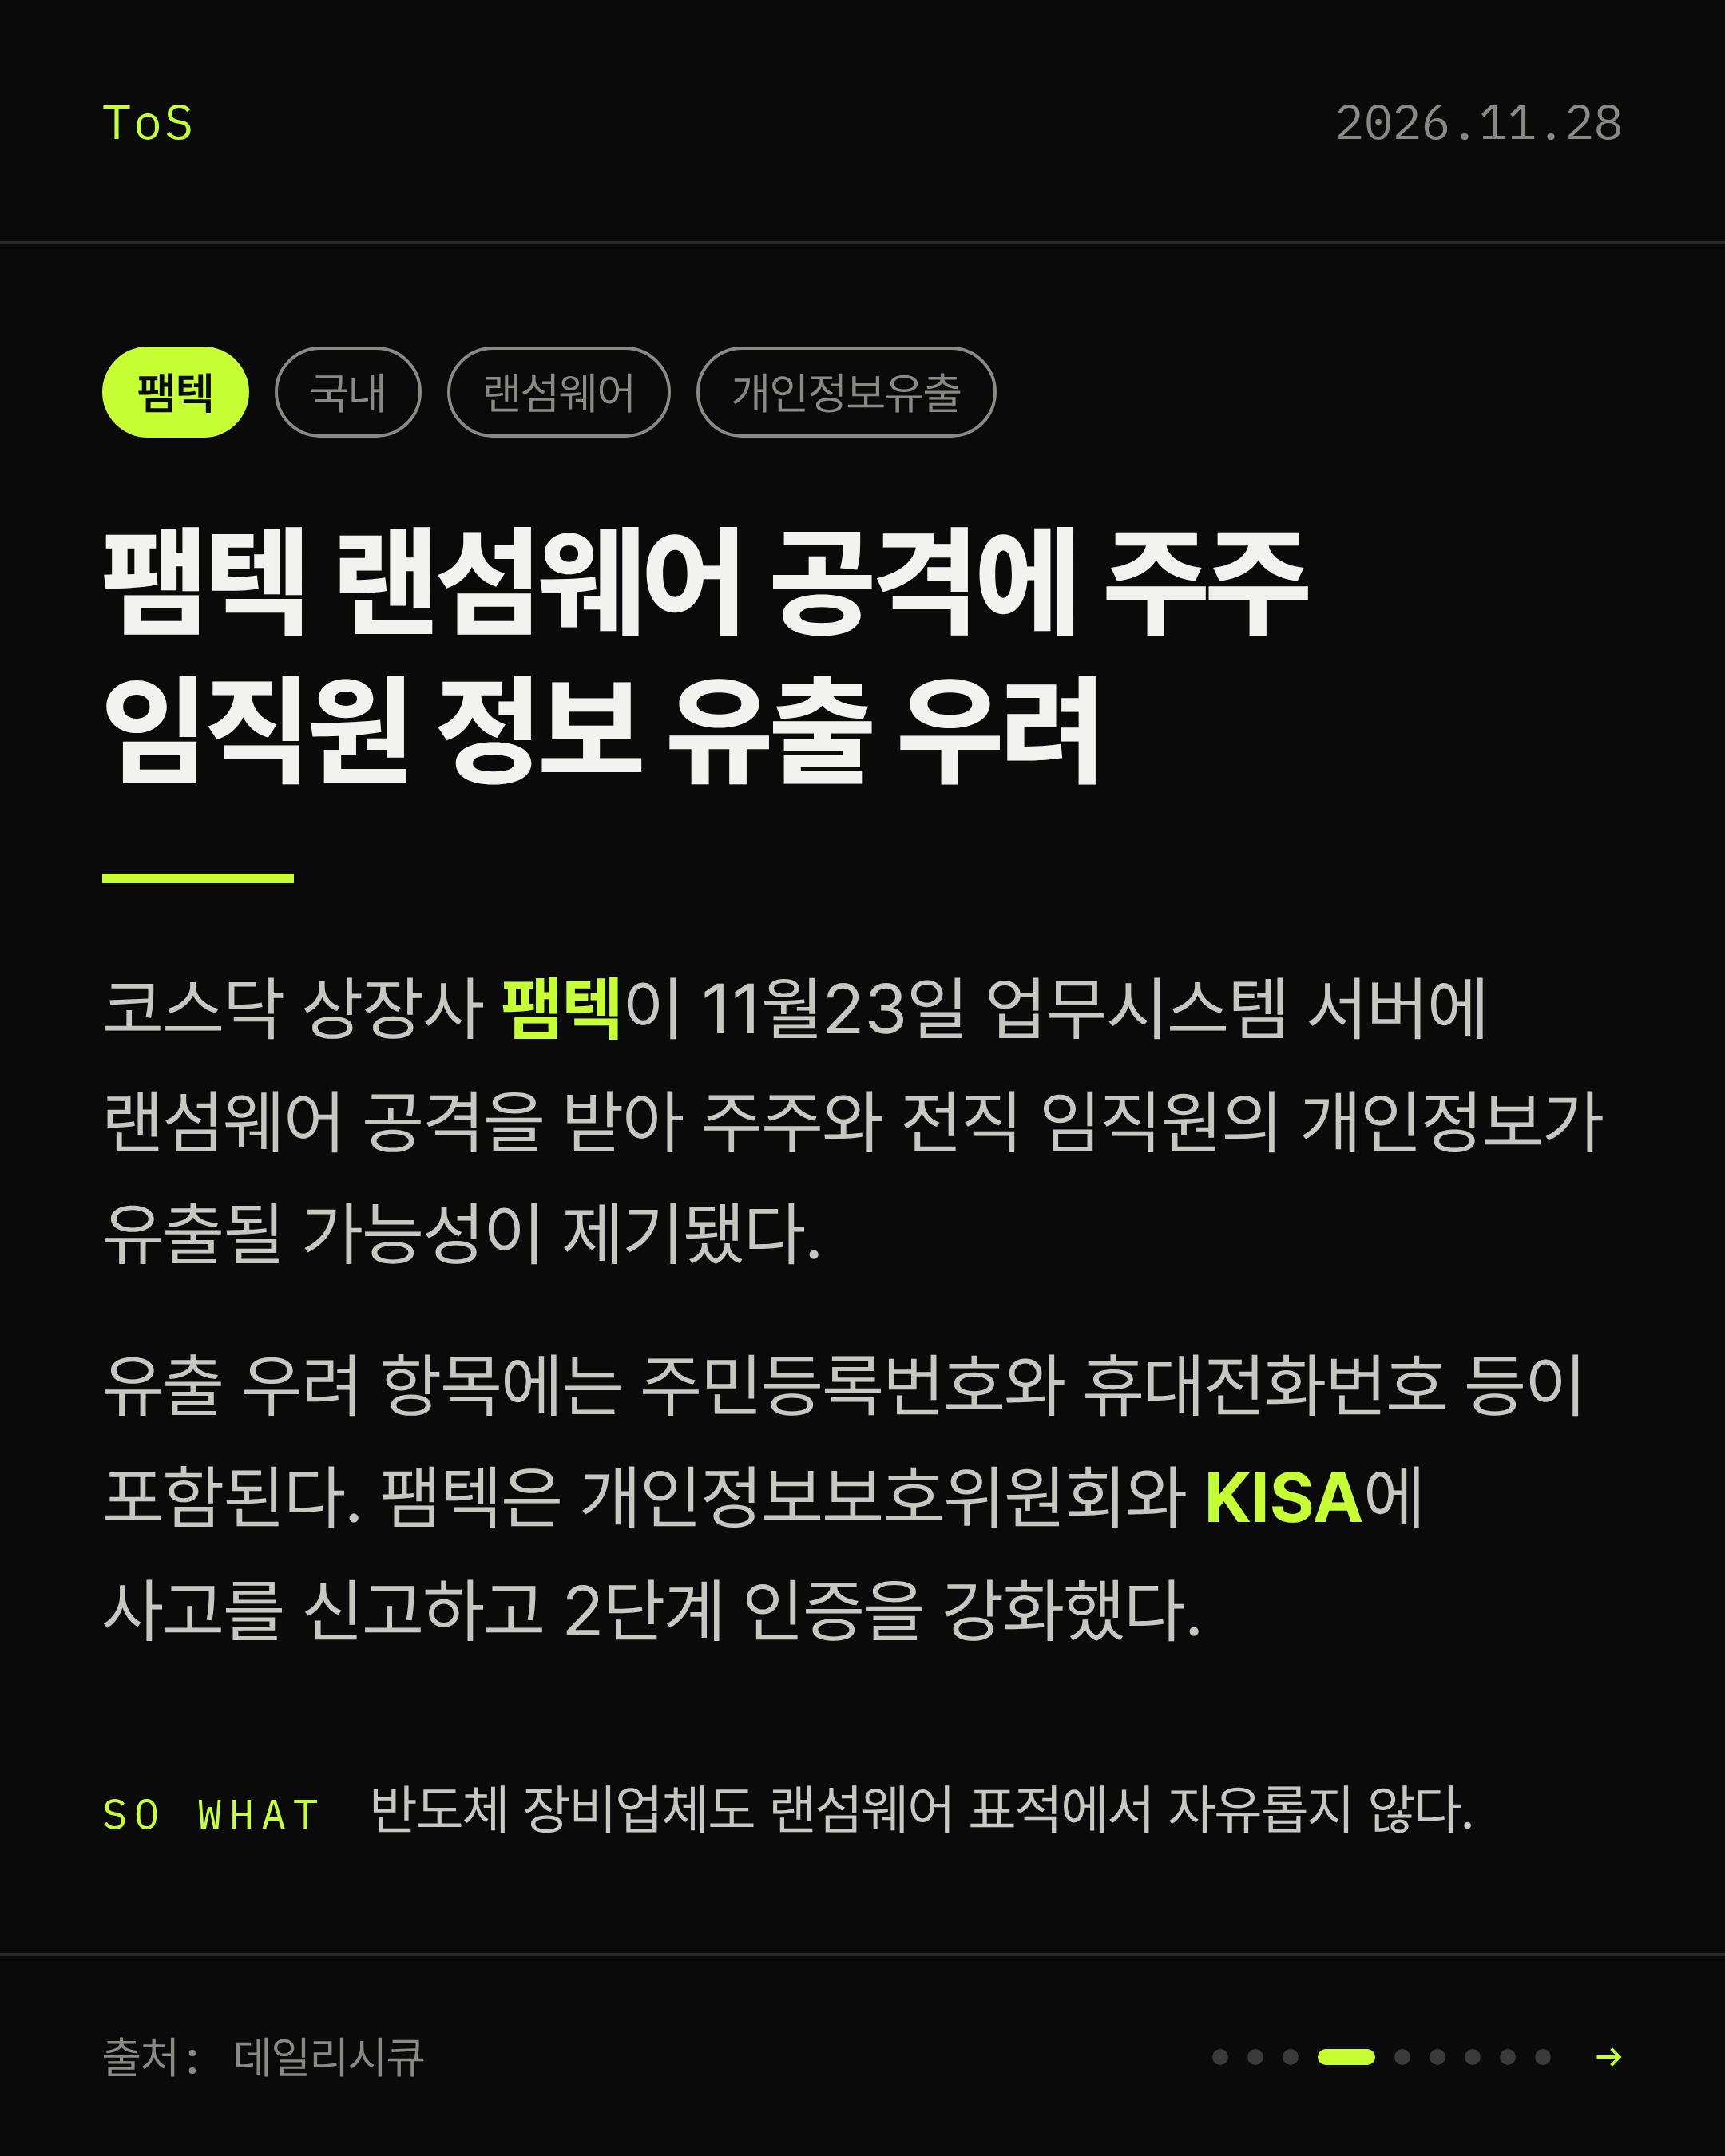 ToS
2026.11.28
팸텍
국내
랜섬웨어
개인정보유출
팸텍 랜섬웨어 공격에 주주
임직원 정보 유출 우려
코스닥 상장사 팸텍이 11월23일 업무시스템 서버에
랜섬웨어 공격을 받아 주주와 전직 임직원의 개인정보가
유출될 가능성이 제기됐다.
유출 우려 항목에는 주민등록번호와 휴대전화번호 등이
포함된다. 팸텍은 개인정보보호위원회와 KISA에
사고를 신고하고 2단계 인증을 강화했다.
SO WHAT 반도체 장비업체도 랜섬웨어 표적에서 자유롭지 않다.
출처: 데일리시큐
→